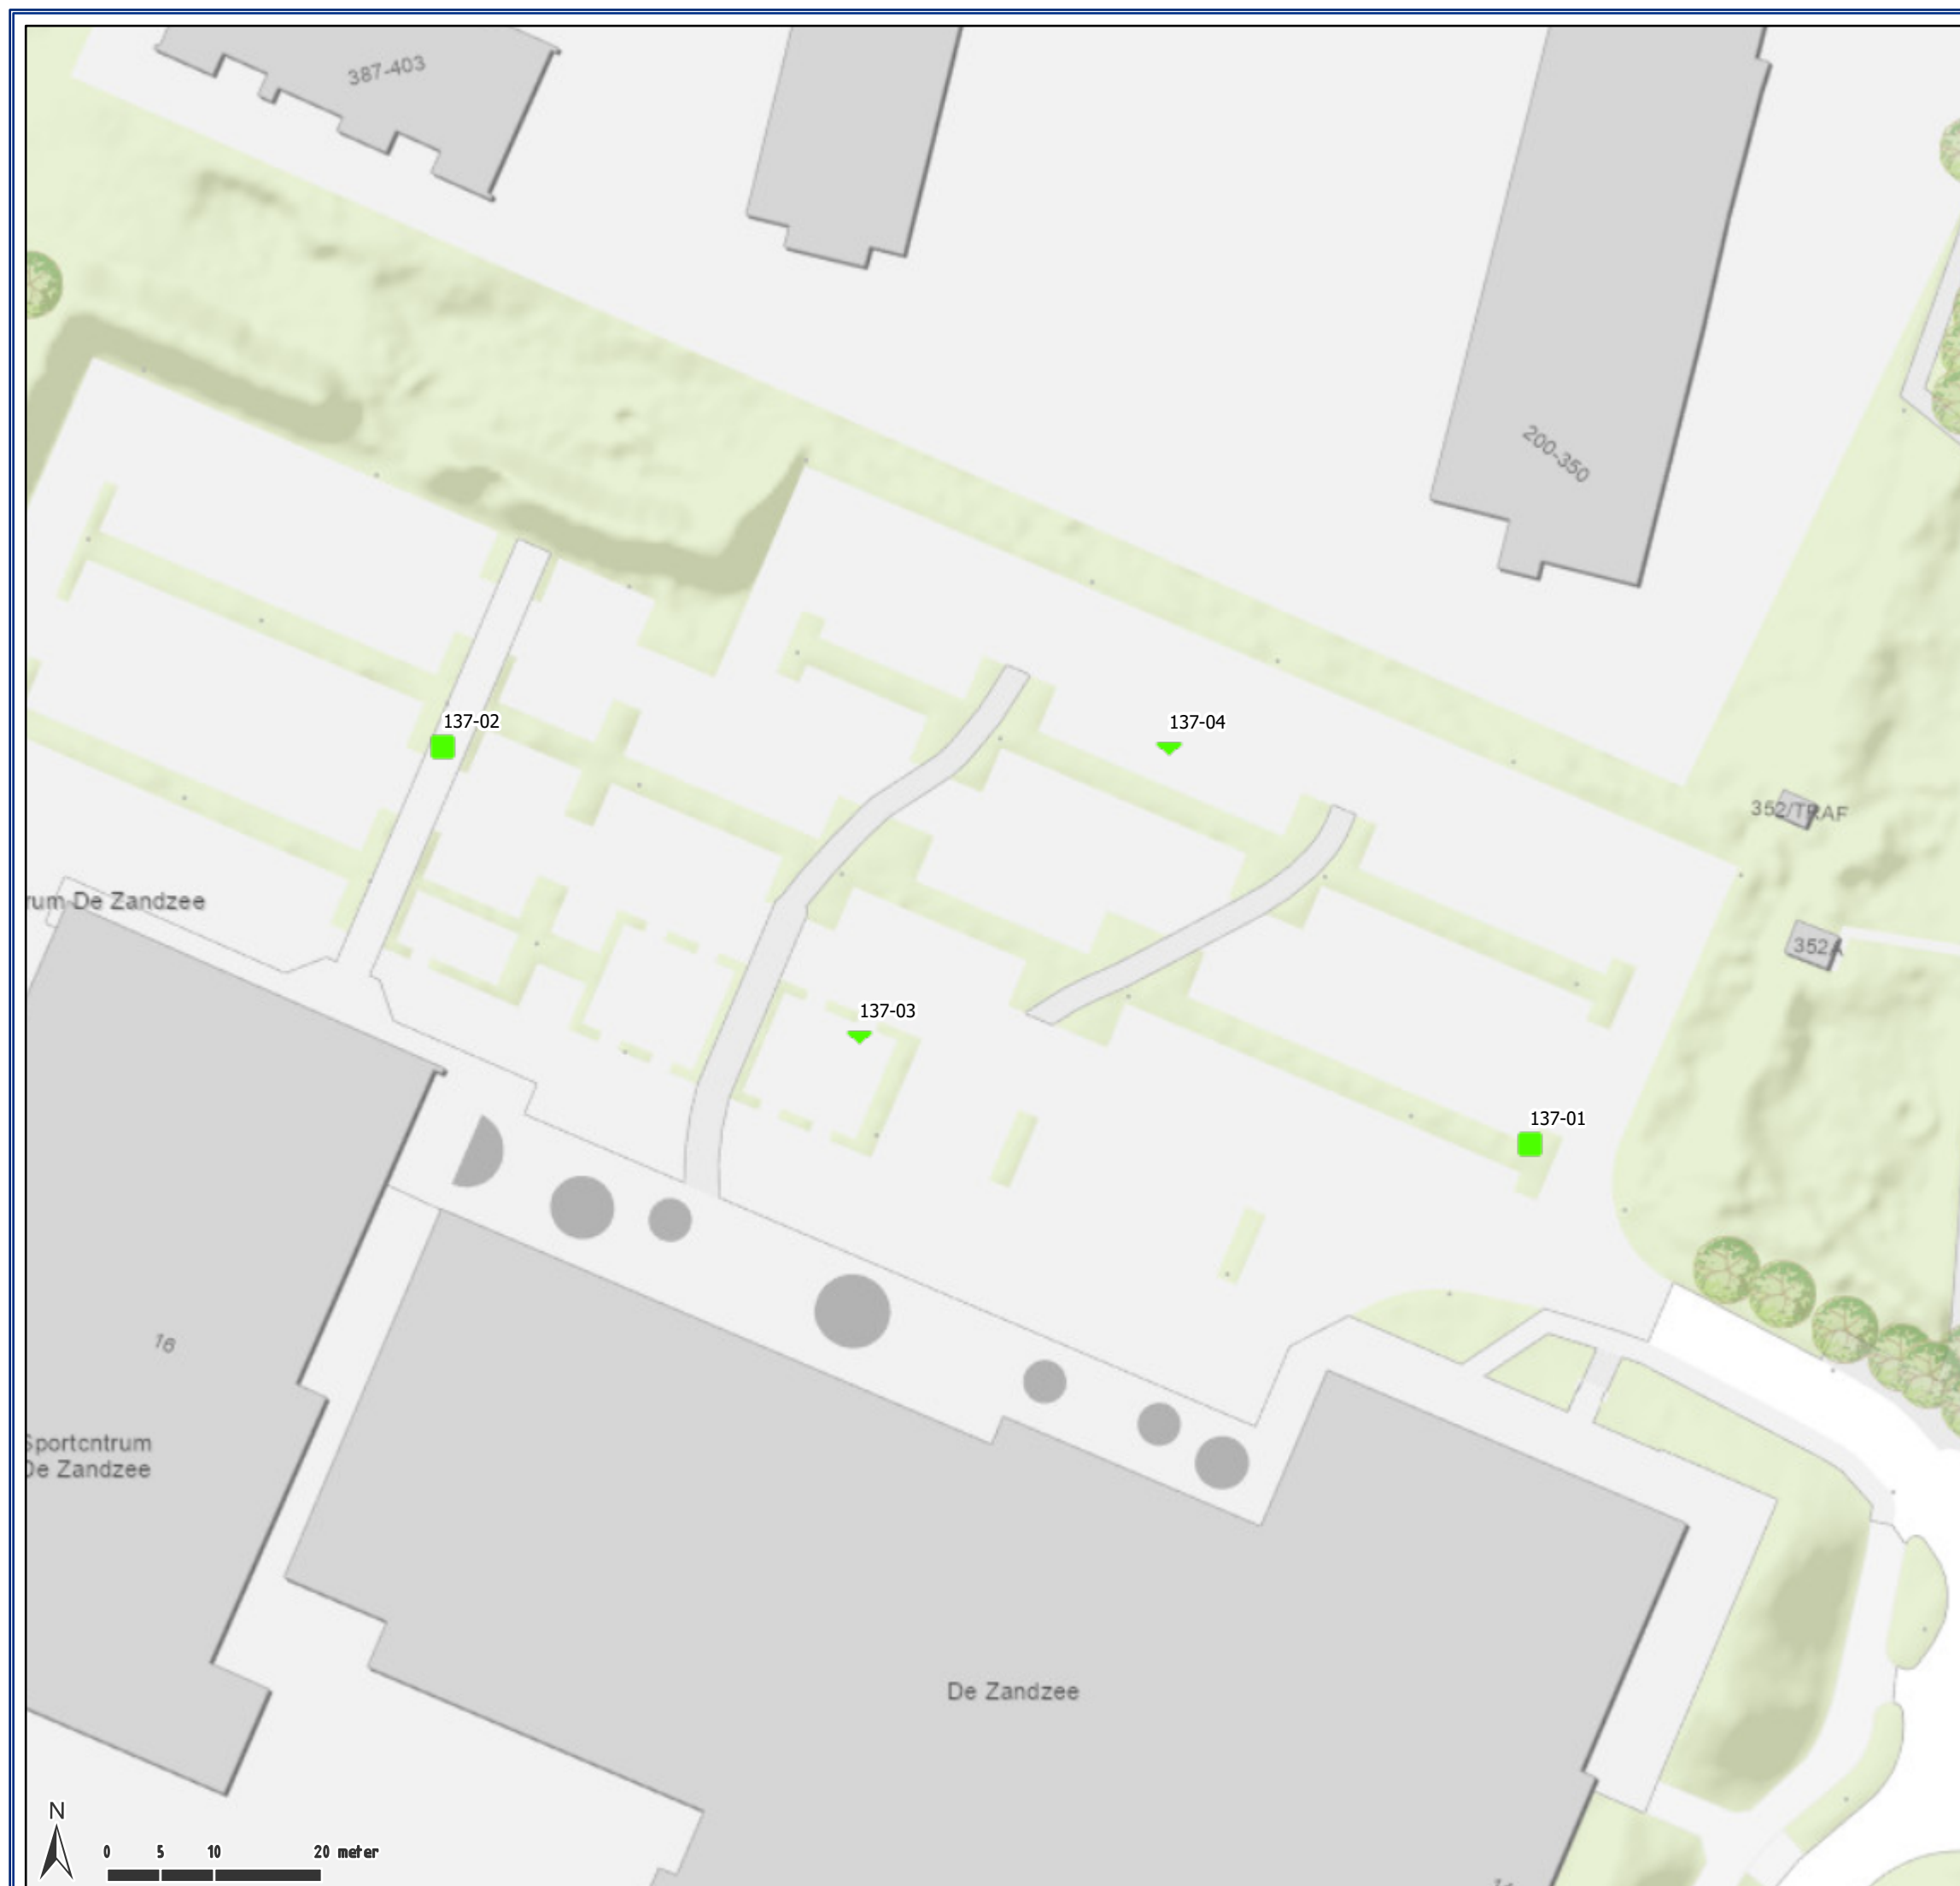 387-403
200-350
137-02
137-04
352/TRAF
rum De Zandzee
352A
137-03
137-01
16
Sportcntrum
De Zandzee
De Zandzee
N
0 5 10 20 meter